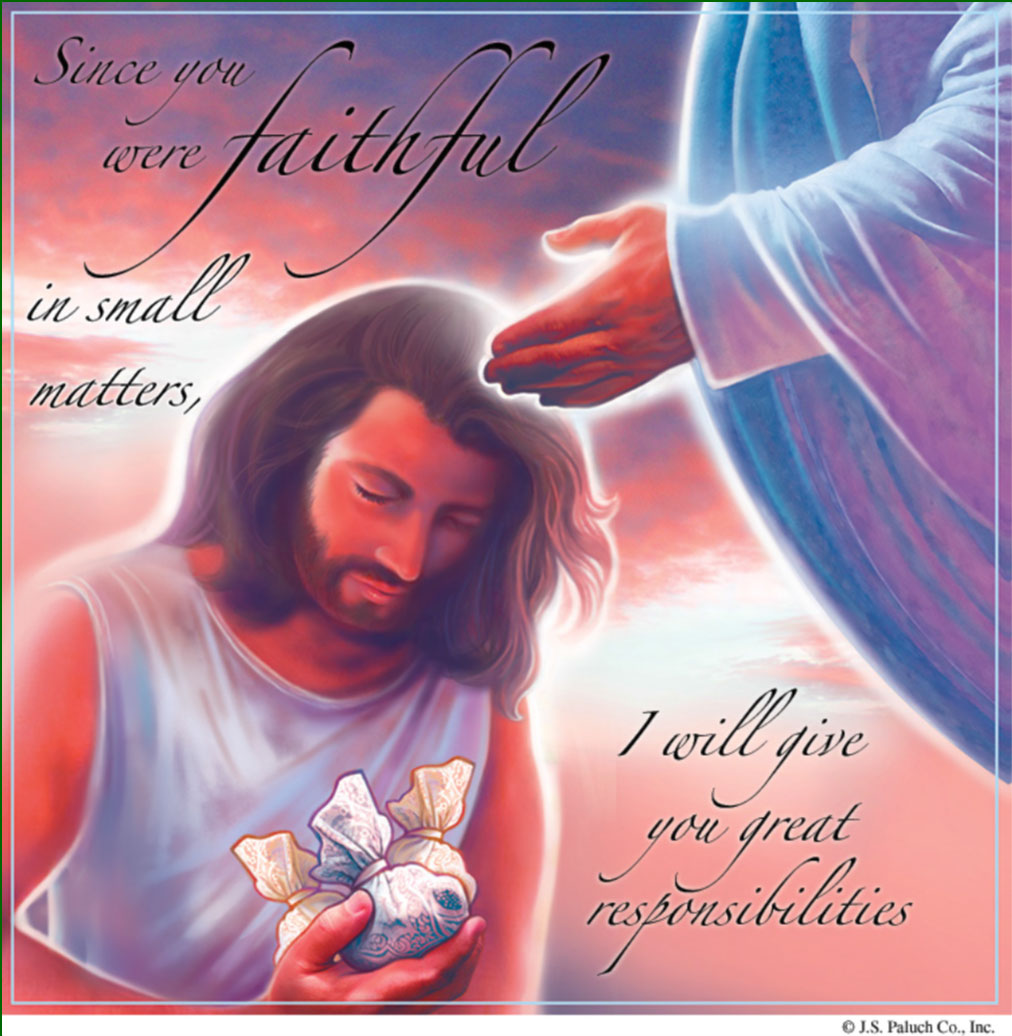 Since you
were faithful
in small
matters,
I will give
you great
responsibilities
© J.S. Paluch Co., Inc.